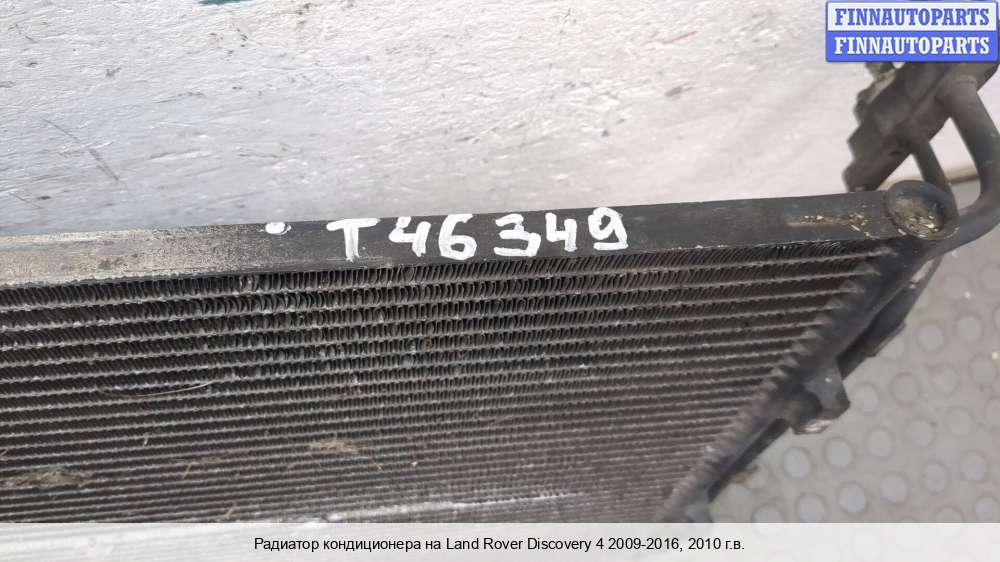 FINNAUTOPARTS
FINNAUTOPARTS
T46349
Радиатор кондиционера на Land Rover Discovery 4 2009-2016, 2010 г.в.